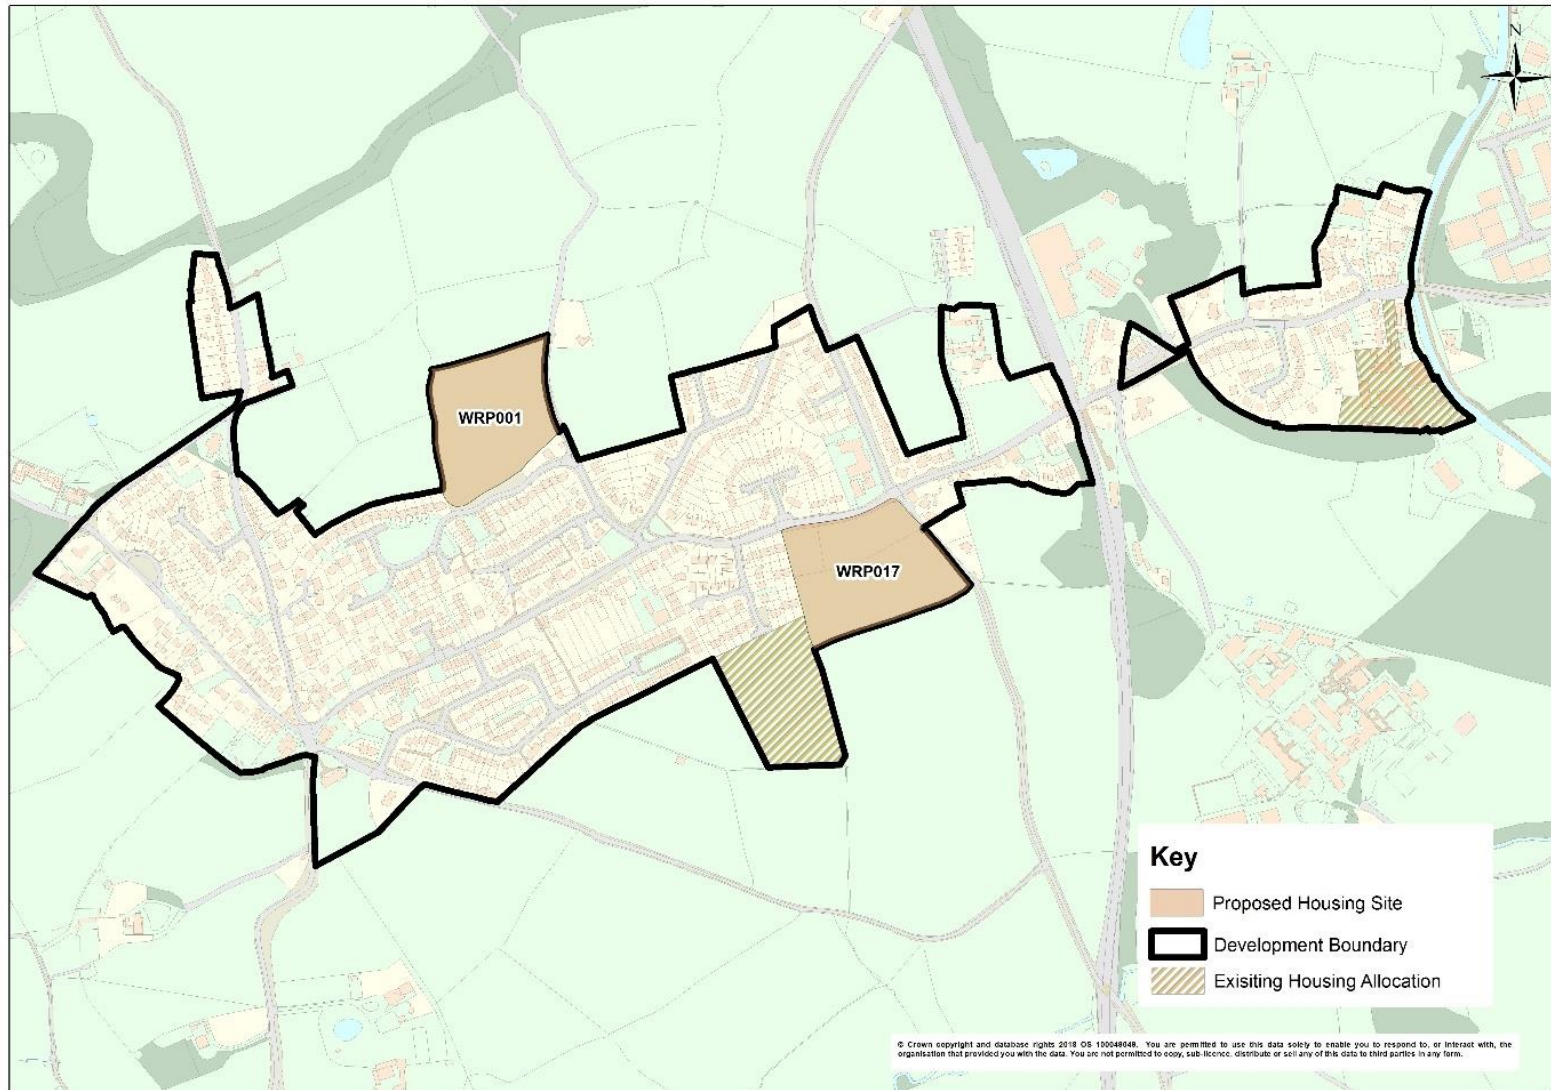 N
WRP001
WRP017
Key
Proposed Housing Site
Development Boundary
Exisiting Housing Allocation
© Crown copyright and database rights 2018 OS 100048048. You are permitted to use this data solely to enable you to respond to, or interact with, the
organisation that provided you with the data. You are not permitted to copy, sub-licence, distribute or sell any of this data to third parties in any form.